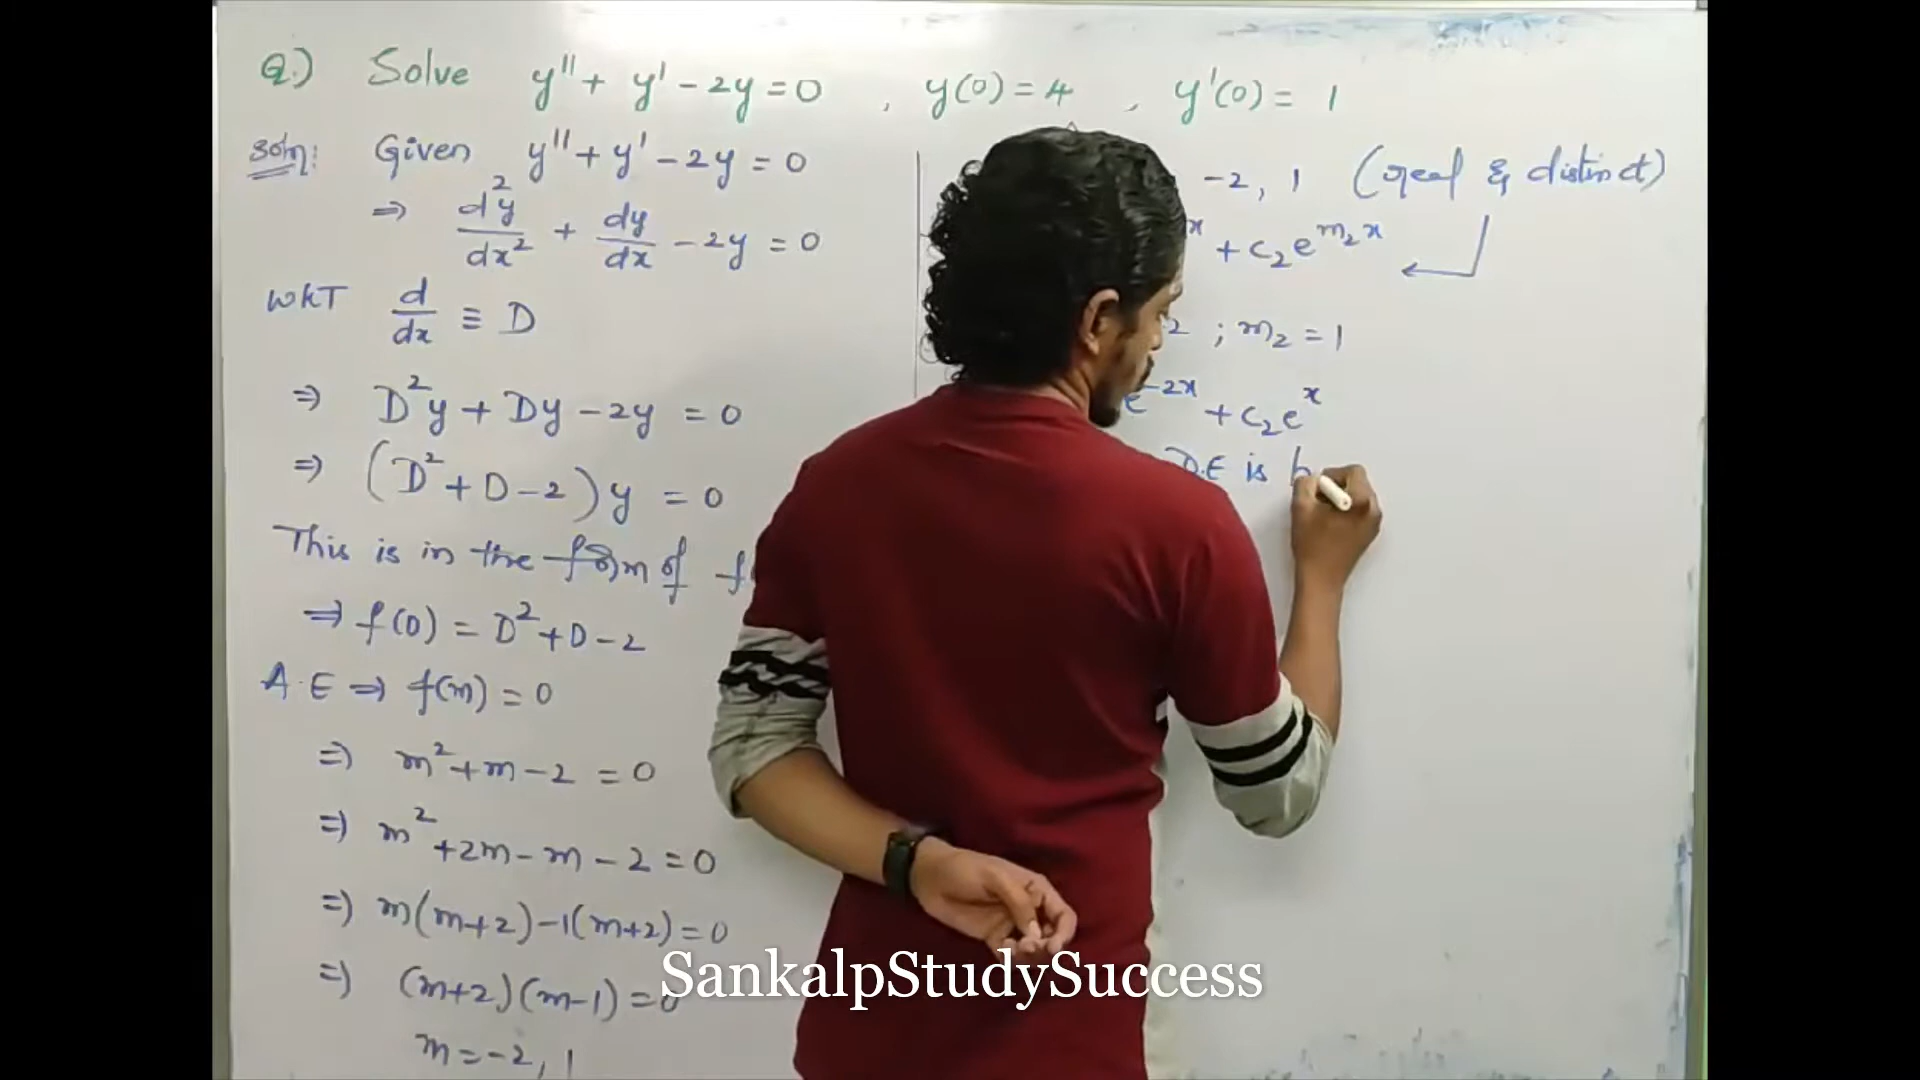 Q.) Solve y'' + y' - 2y = 0 , y(0) = 4 , y'(0) = 1
Soln: Given y'' + y' - 2y = 0
⇒ d²y/dx² + dy/dx - 2y = 0
WKT d/dx ≡ D
⇒ D²y + Dy - 2y = 0
⇒ (D² + D - 2) y = 0
This is in the form of f
⇒ f(D) = D² + D - 2
A.E ⇒ f(m) = 0
⇒ m² + m - 2 = 0
⇒ m² + 2m - m - 2 = 0
⇒ m(m+2) - 1(m+2) = 0
⇒ (m+2)(m-1) = 0
m = -2, 1
-2, 1 (real & distinct)
x + c₂e^m₂x
2 ; m₂ = 1
e^-2x + c₂e^x
D.E is h
SankalpStudySuccess